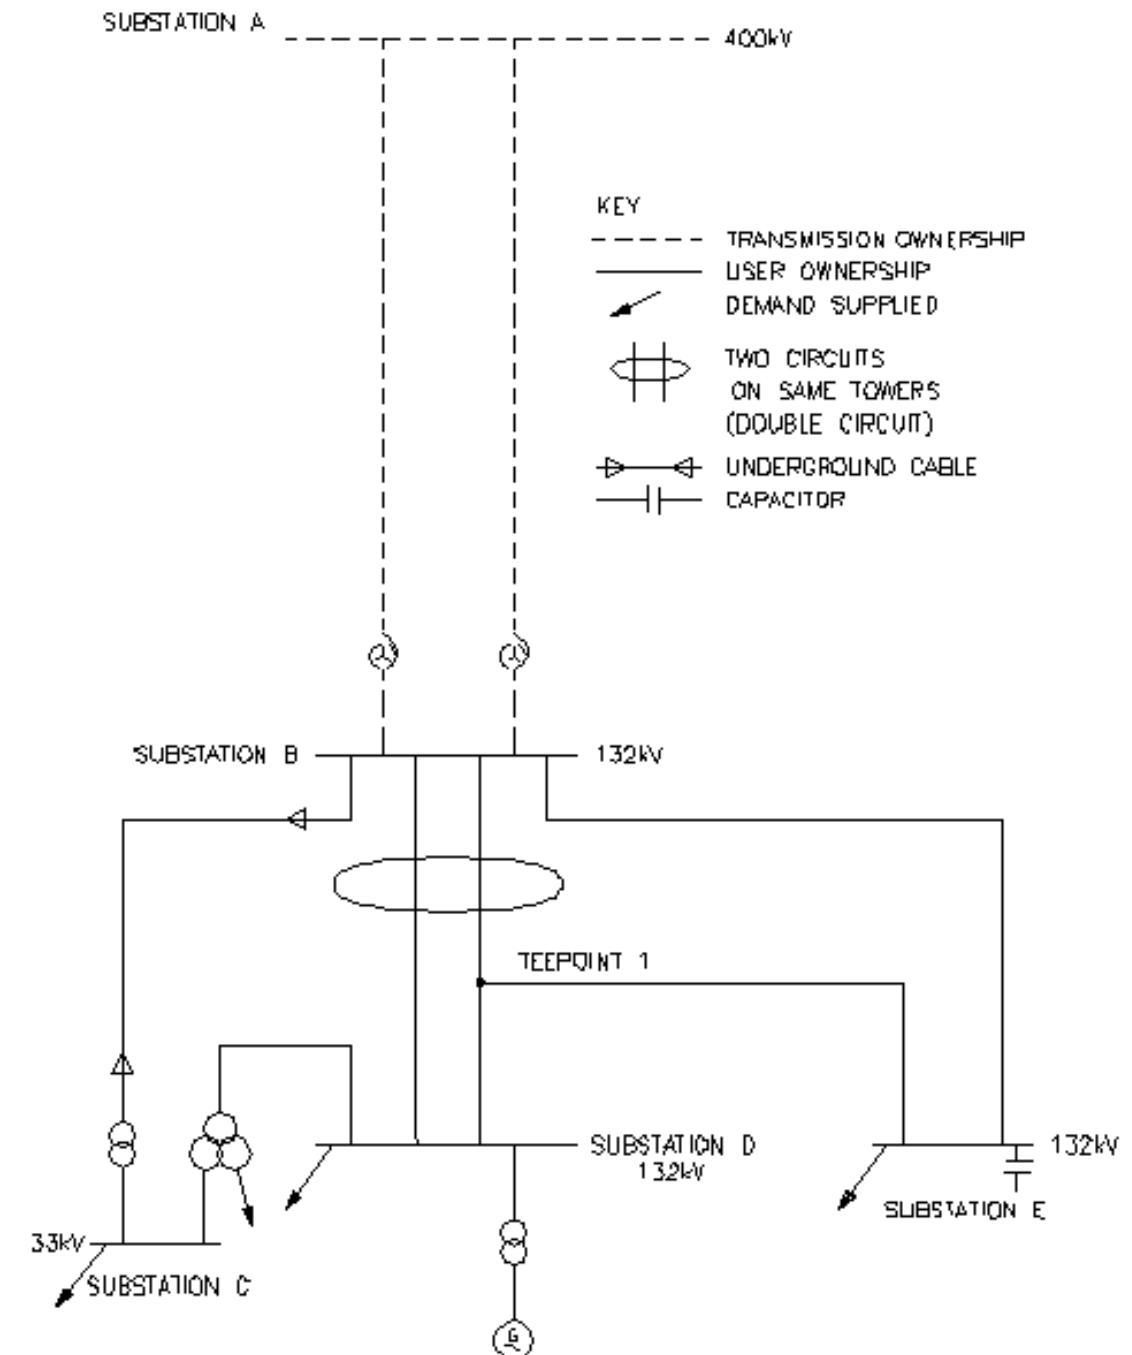 SUBSTATION A
400kV
KEY
TRANSMISSION OWNERSHIP
USER OWNERSHIP
DEMAND SUPPLIED
TWO CIRCUITS
ON SAME TOWERS
(DOUBLE CIRCUIT)
UNDERGROUND CABLE
CAPACITOR
SUBSTATION B
132kV
TEEPOINT 1
SUBSTATION D
132kV
132kV
SUBSTATION E
33kV
SUBSTATION C
G